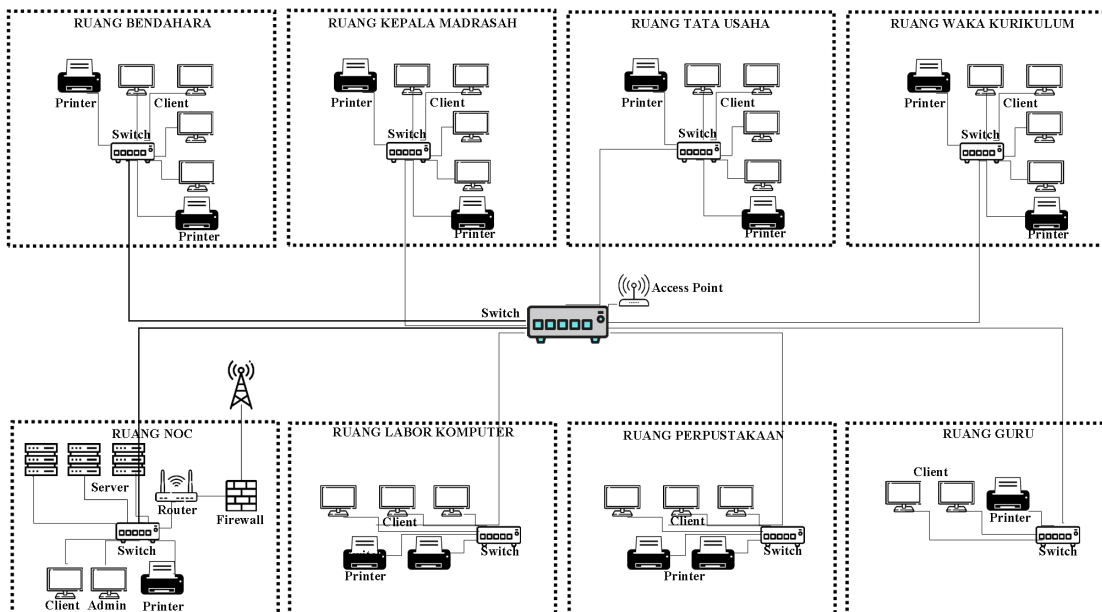 RUANG BENDAHARA
Printer
Client
Switch
Printer
RUANG KEPALA MADRASAH
Printer
Client
Switch
Printer
RUANG TATA USAHA
Printer
Client
Switch
Printer
RUANG WAKA KURIKULUM
Printer
Client
Switch
Printer
Switch
Access Point
RUANG NOC
Server
Router
Firewall
Switch
Client
Admin
Printer
RUANG LABOR KOMPUTER
Client
Switch
Printer
RUANG PERPUSTAKAAN
Client
Switch
Printer
RUANG GURU
Client
Printer
Switch